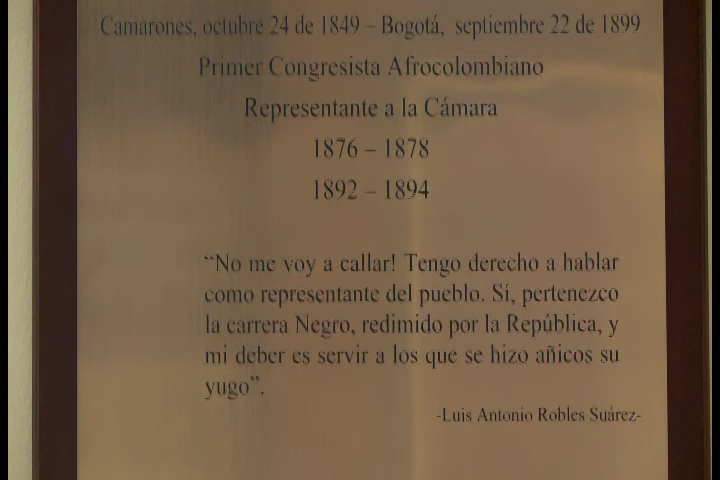 Camarones, octubre 24 de 1849 – Bogotá, septiembre 22 de 1899
Primer Congresista Afrocolombiano
Representante a la Cámara
1876 – 1878
1892 – 1894
“No me voy a callar! Tengo derecho a hablar
como representante del pueblo. Sí, pertenezco
la carrera Negro, redimido por la República, y
mi deber es servir a los que se hizo añicos su
yugo”.
-Luis Antonio Robles Suárez-